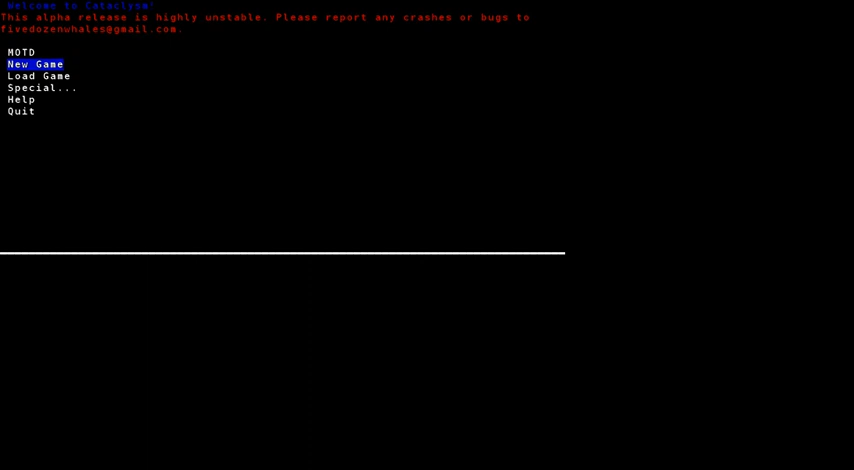 Welcome to Cataclysm!
This alpha release is highly unstable. Please report any crashes or bugs to
fivedozenwhales@gmail.com.
MOTD
New Game
Load Game
Special...
Help
Quit